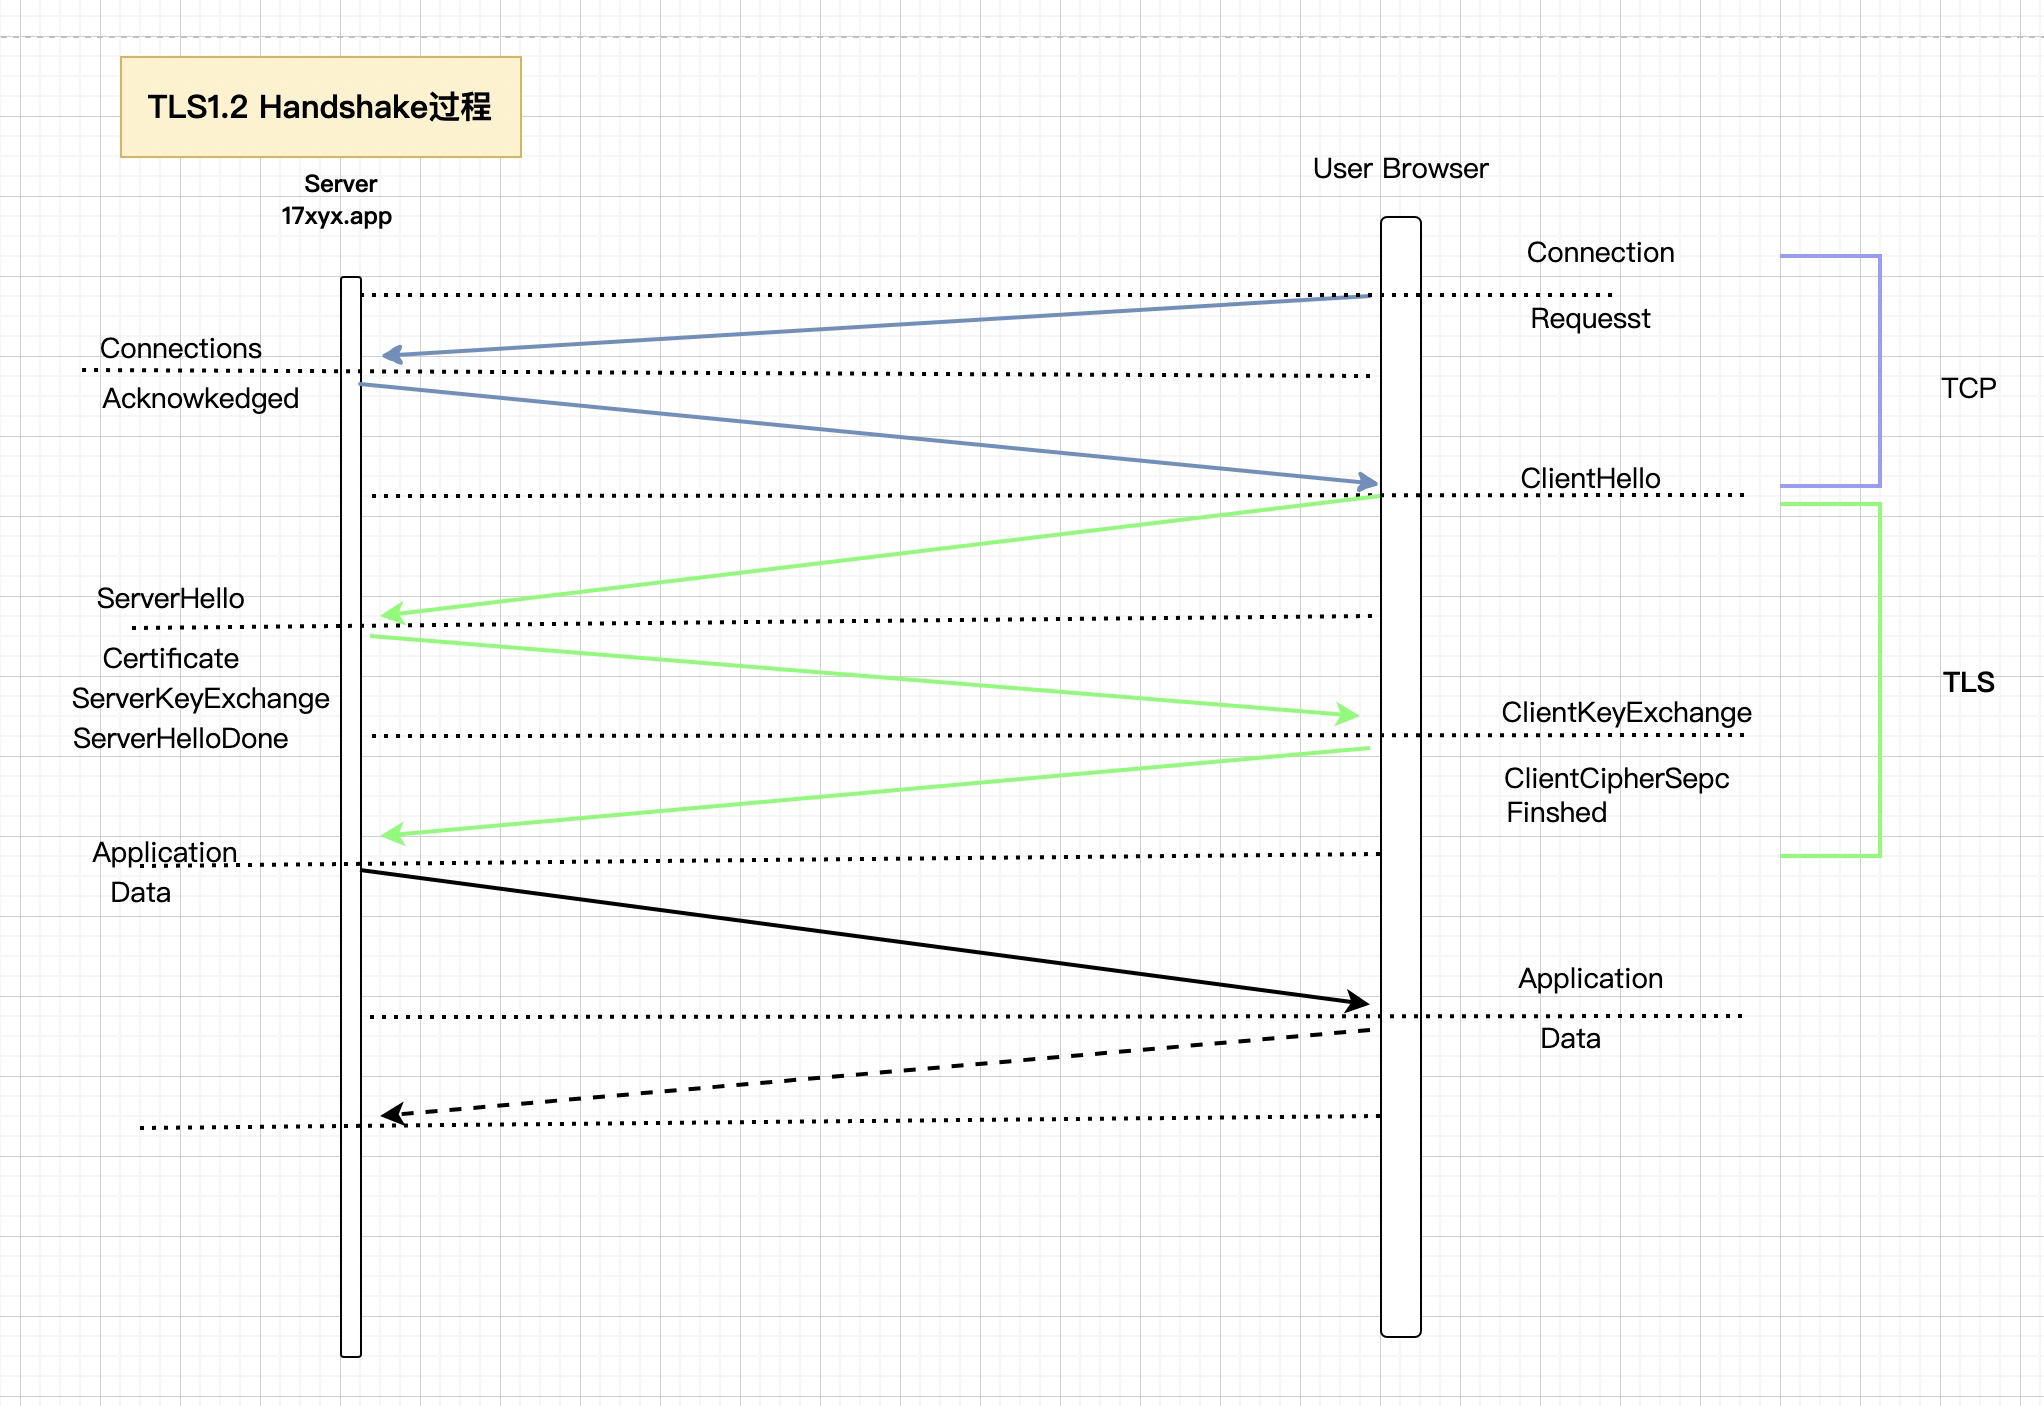 TLS1.2 Handshake过程
Server
17xyx.app
User Browser
Connection
Requesst
Connections
Acknowkedged
TCP
ClientHello
ServerHello
Certificate
ServerKeyExchange
ServerHelloDone
TLS
ClientKeyExchange
ClientCipherSepc
Finshed
Application
Data
Application
Data